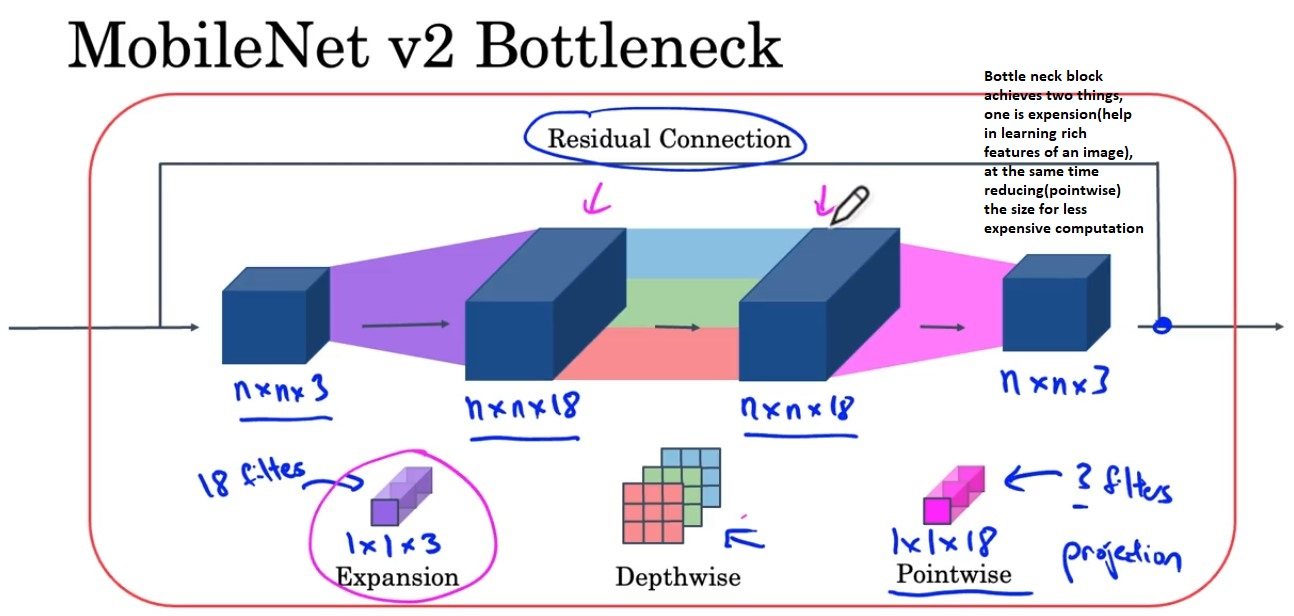 MobileNet v2 Bottleneck
Bottle neck block
achieves two things,
one is expension(help
in learning rich
features of an image),
at the same time
reducing(pointwise)
the size for less
expensive computation
Residual Connection
n×n×3
n×n×18
n×n×18
n×n×3
18 filtes
1×1×3
Expansion
Depthwise
1×1×18
Pointwise
3 filters
projection